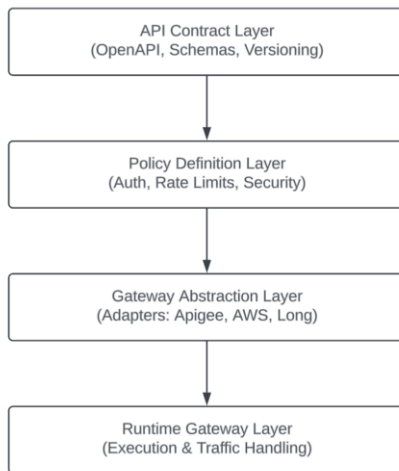 API Contract Layer
(OpenAPI, Schemas, Versioning)
Policy Definition Layer
(Auth, Rate Limits, Security)
Gateway Abstraction Layer
(Adapters: Apigee, AWS, Long)
Runtime Gateway Layer
(Execution & Traffic Handling)